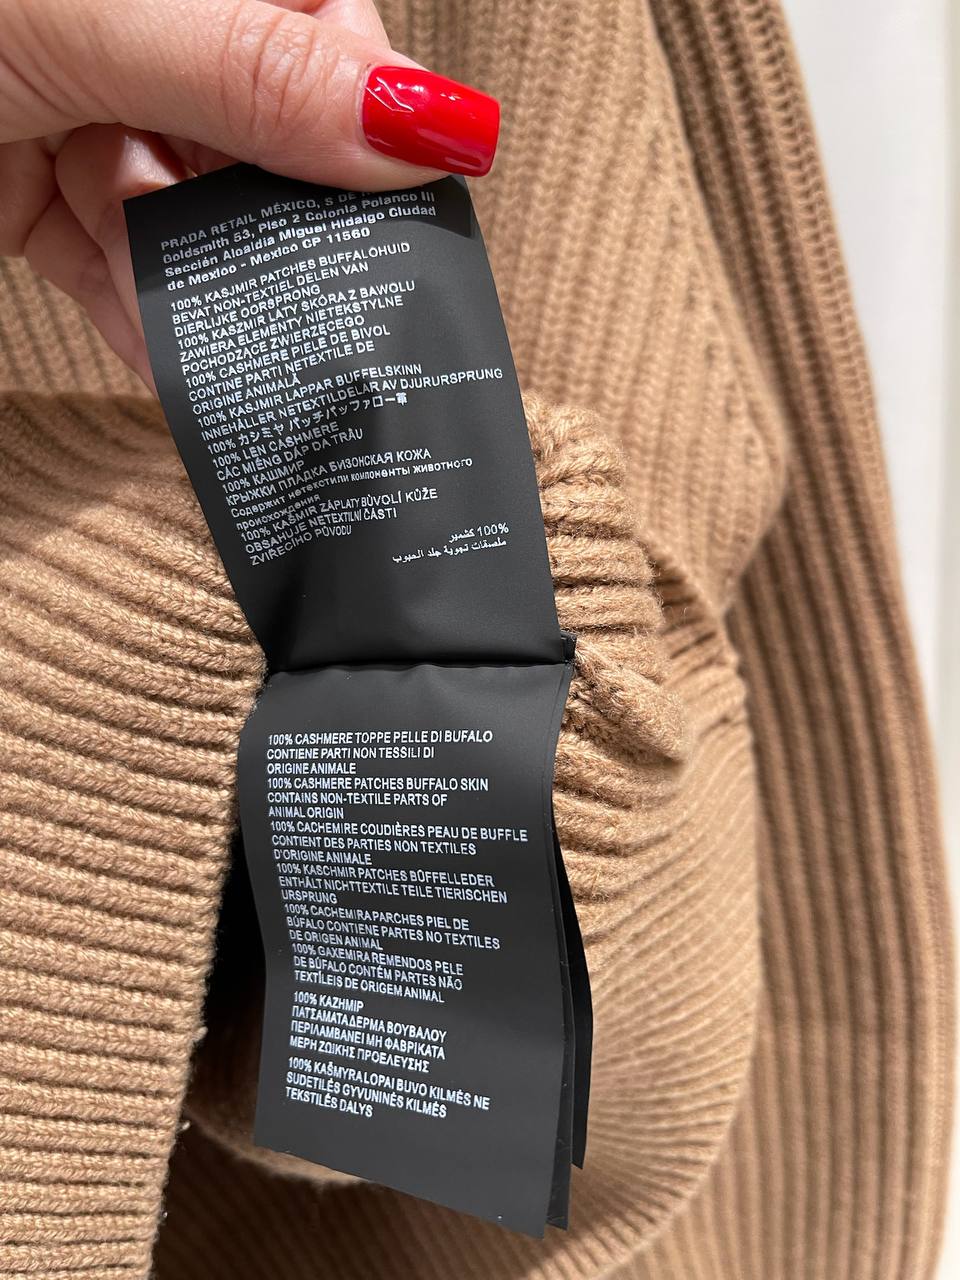 PRADA RETAIL MÉXICO, S DE
Goldsmith 53, Piso 2 Colonia Polanco III
Sección Alcaldía Miguel Hidalgo Ciudad
de Mexico - Mexico CP 11560
100% KASJMIR PATCHES BUFFALOHUID
BEVAT NON-TEXTIEL DELEN VAN
DIERLIJKE OORSPRONG
100% KASZMIR LATY SKÓRA Z BAWOLU
ZAWIERA ELEMENTY NIETEKSTYLNE
POCHODZĄCE ZWIERZĘCEGO
100% CASHMERE PIELE DE BIVOL
CONTINE PARTI NETEXTILE DE
ORIGINE ANIMALĂ
100% KASJMIR LAPPAR BUFFELSKINN
INNEHÅLLER NETEXTILDELAR AV DJURURSPRUNG
100% カシミヤ パッチバッファロー革
100% LEN CASHMERE
CÁC MIẾNG DÁP DA TRÂU
100% КАШМИР
КРЫЖКИ ПЛАДКА БИЗОНСКАЯ КОЖА
Содержит нетекстили компоненты животного
происхождения
100% KAŠMÍR ZÁPLATY BŮVOLÍ KŮŽE
OBSAHUJE NETEXTILNÍ ČÁSTI
ZVÍŘECÍHO PŮVODU
100% كشمير
ملصقات تجوية جلد الحبوب
100% CASHMERE TOPPE PELLE DI BUFALO
CONTIENE PARTI NON TESSILI DI
ORIGINE ANIMALE
100% CASHMERE PATCHES BUFFALO SKIN
CONTAINS NON-TEXTILE PARTS OF
ANIMAL ORIGIN
100% CACHEMIRE COUDIÈRES PEAU DE BUFFLE
CONTIENT DES PARTIES NON TEXTILES
D'ORIGINE ANIMALE
100% KASCHMIR PATCHES BÜFFELLEDER
ENTHÄLT NICHTTEXTILE TEILE TIERISCHEN
URSPRUNG
100% CACHEMIRA PARCHES PIEL DE
BÚFALO CONTIENE PARTES NO TEXTILES
DE ORIGEN ANIMAL
100% GAXEMIRA REMENDOS PELE
DE BÚFALO CONTÉM PARTES NÃO
TEXTÍLEIS DE ORIGEM ANIMAL
100% KAZHMIP
ΠΑΤΣΑΜΑΤΑ ΔΕΡΜΑ ΒΟΥΒΑΛΟΥ
ΠΕΡΙΛΑΜΒΑΝΕΙ ΜΗ ΦΑΒΡΙΚΑΤΑ
ΜΕΡΗ ΖΩΙΚΗΣ ΠΡΟΕΛΕΥΣΗΣ
100% KAŠMYRA LOPAI BUVO KILMĖS NE
SUDETILĖS GYVUNINĖS KILMĖS
TEKSTILĖS DALYS